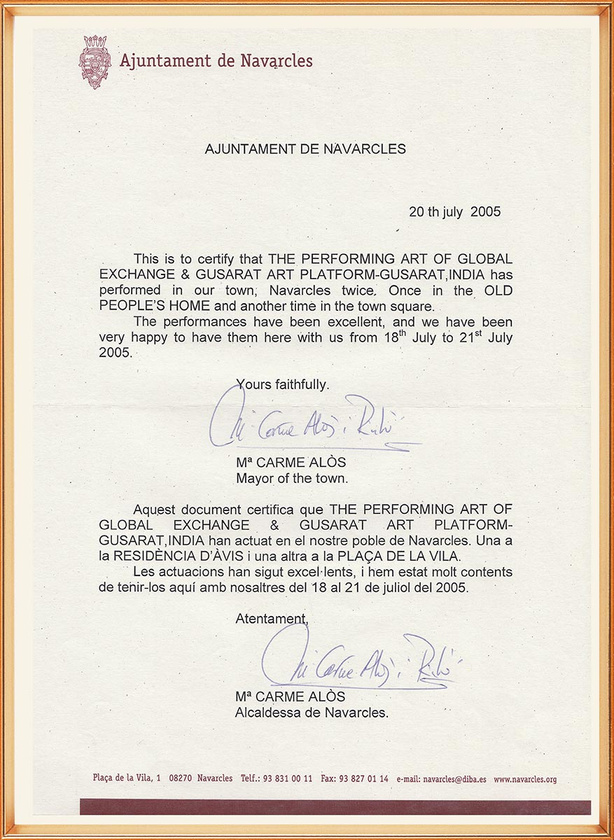 Ajuntament de Navarcles
AJUNTAMENT DE NAVARCLES
20 th july 2005
This is to certify that THE PERFORMING ART OF GLOBAL
EXCHANGE & GUSARAT ART PLATFORM-GUSARAT,INDIA has
performed in our town, Navarcles twice. Once in the OLD
PEOPLE'S HOME and another time in the town square.
The performances have been excellent, and we have been
very happy to have them here with us from 18th July to 21st July
2005.
Yours faithfully.
Mª CARME ALÒS
Mayor of the town.
Aquest document certifica que THE PERFORMING ART OF
GLOBAL EXCHANGE & GUSARAT ART PLATFORM-
GUSARAT,INDIA han actuat en el nostre poble de Navarcles. Una a
la RESIDÈNCIA D'ÀVIS i una altra a la PLAÇA DE LA VILA.
Les actuacions han sigut excel·lents, i hem estat molt contents
de tenir-los aquí amb nosaltres del 18 al 21 de juliol del 2005.
Atentament,
Mª CARME ALÒS
Alcaldessa de Navarcles.
Plaça de la Vila, 1 08270 Navarcles Telf.: 93 831 00 11 Fax: 93 827 01 14 e-mail: navarcles@diba.es www.navarcles.org